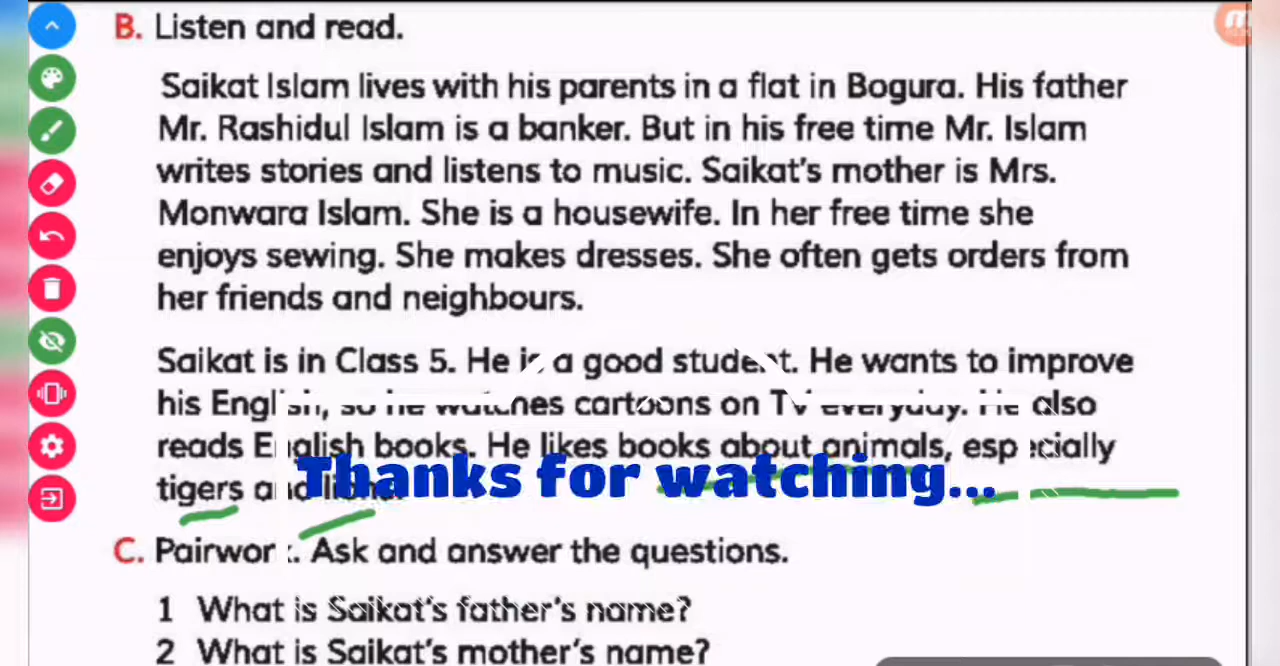 B. Listen and read.
Saikat Islam lives with his parents in a flat in Bogura. His father
Mr. Rashidul Islam is a banker. But in his free time Mr. Islam
writes stories and listens to music. Saikat's mother is Mrs.
Monwara Islam. She is a housewife. In her free time she
enjoys sewing. She makes dresses. She often gets orders from
her friends and neighbours.
Saikat is in Class 5. He is a good student. He wants to improve
his English, so he watches cartoons on TV everyday. He also
reads English books. He likes books about animals, especially
tigers and lions.
Thanks for watching...
C. Pairwork. Ask and answer the questions.
1 What is Saikat's father's name?
2 What is Saikat's mother's name?